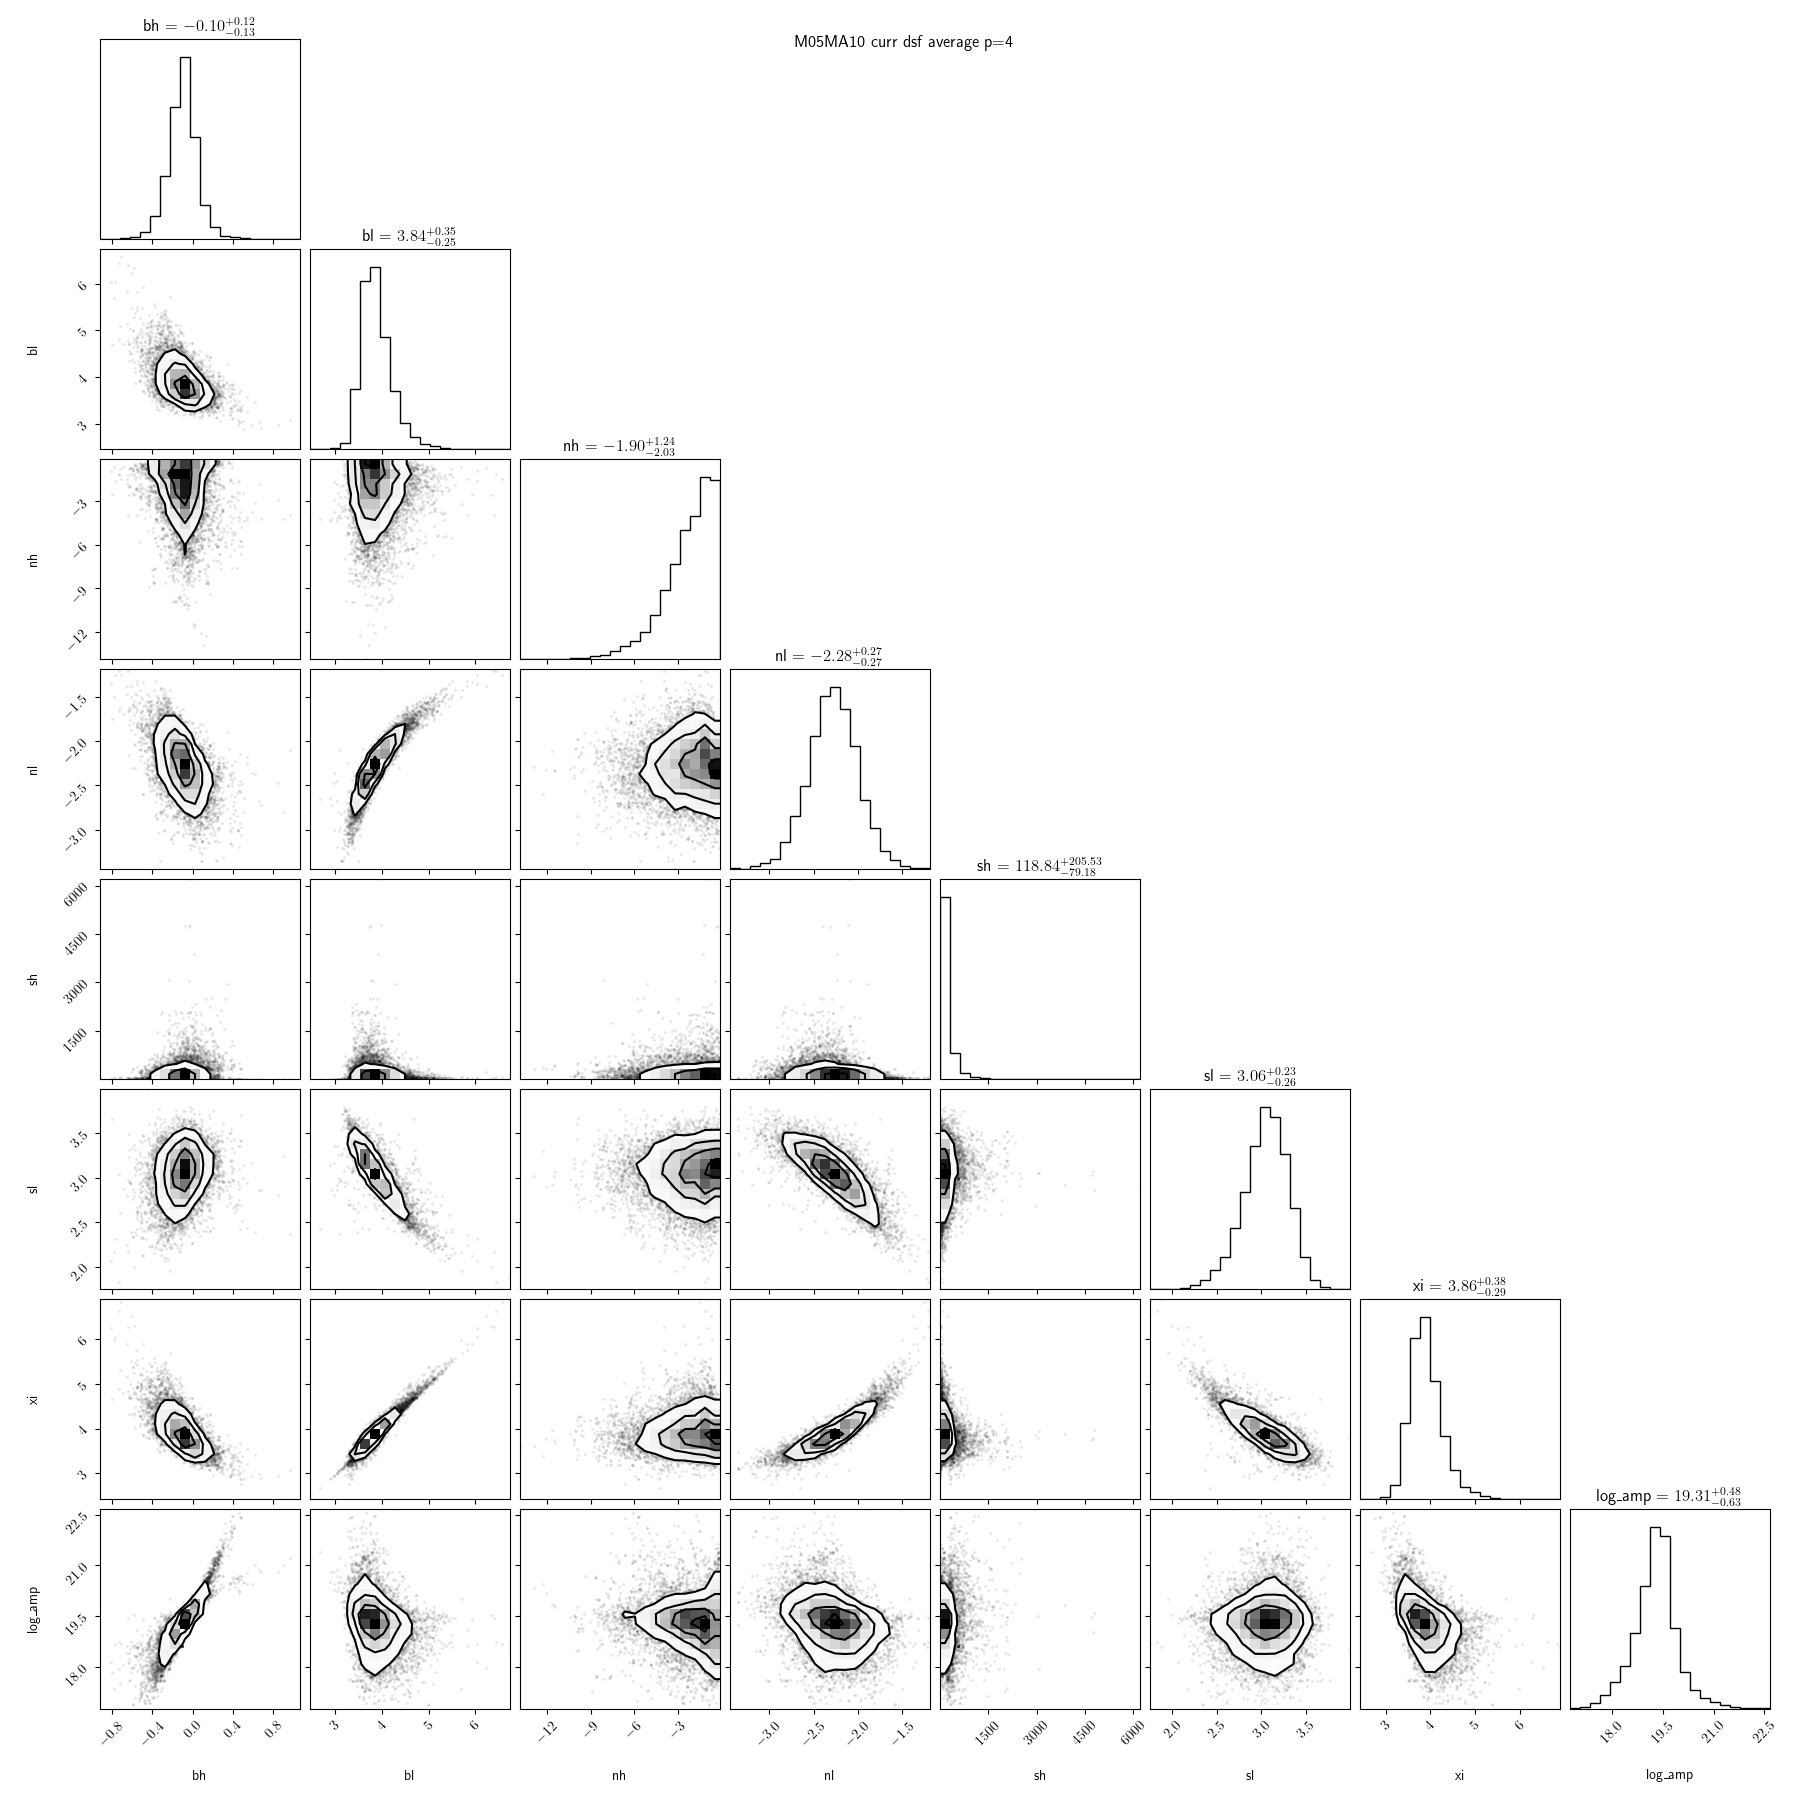 M05MA10 curr dsf average p=4
bh = −0.10+0.12 −0.13
bl = 3.84+0.35 −0.25
6
5
4
3
bl
nh = −1.90+1.24 −2.03
−3
−6
−9
−12
nh
nl = −2.28+0.27 −0.27
−1.5
−2.0
−2.5
−3.0
nl
sh = 118.84+205.53 −79.18
6000
4500
3000
1500
sh
sl = 3.06+0.23 −0.26
3.5
3.0
2.5
2.0
sl
xi = 3.86+0.38 −0.29
6
5
4
3
xi
log_amp = 19.31+0.48 −0.63
22.5
21.0
19.5
18.0
log_amp
−0.8 −0.4 0.0 0.4 0.8 3 4 5 6 −12 −9 −6 −3 −3.0 −2.5 −2.0 −1.5 1500 3000 4500 6000 2.0 2.5 3.0 3.5 3 4 5 6 18.0 19.5 21.0 22.5
bh bl nh nl sh sl xi log_amp